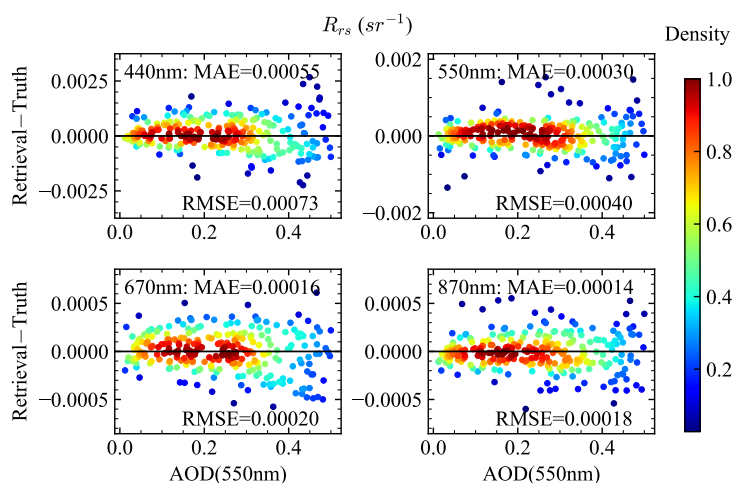 R_rs (sr⁻¹)
Density
440nm: MAE=0.00055
550nm: MAE=0.00030
Retrieval−Truth
0.0025
0.0000
−0.0025
0.002
0.000
−0.002
RMSE=0.00073
RMSE=0.00040
0.0 0.2 0.4
0.0 0.2 0.4
1.0
0.8
0.6
0.4
0.2
670nm: MAE=0.00016
870nm: MAE=0.00014
Retrieval−Truth
0.0005
0.0000
−0.0005
0.0005
0.0000
−0.0005
RMSE=0.00020
RMSE=0.00018
0.0 0.2 0.4
0.0 0.2 0.4
AOD(550nm)
AOD(550nm)